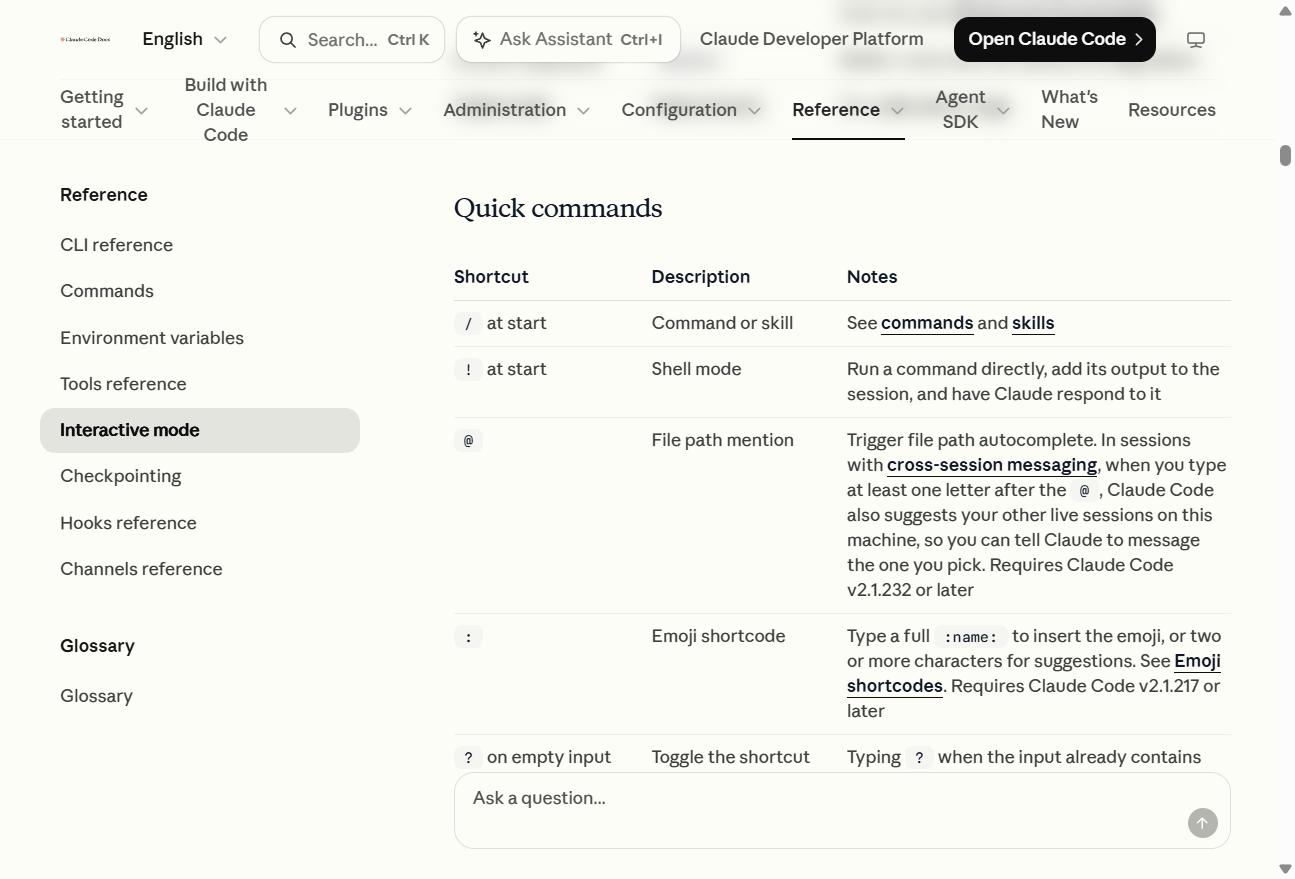 Claude Code Docs
English
Search...
Ctrl K
Ask Assistant
Ctrl+I
Claude Developer Platform
Open Claude Code
Getting
started
Build with
Claude
Code
Plugins
Administration
Configuration
Reference
Agent
SDK
What's
New
Resources
Reference
CLI reference
Commands
Environment variables
Tools reference
Interactive mode
Checkpointing
Hooks reference
Channels reference
Glossary
Glossary
Quick commands
Shortcut Description Notes
/ at start Command or skill See commands and skills
! at start Shell mode Run a command directly, add its output to the
session, and have Claude respond to it
@ File path mention Trigger file path autocomplete. In sessions
with cross-session messaging, when you type
at least one letter after the @ , Claude Code
also suggests your other live sessions on this
machine, so you can tell Claude to message
the one you pick. Requires Claude Code
v2.1.232 or later
: Emoji shortcode Type a full :name: to insert the emoji, or two
or more characters for suggestions. See Emoji
shortcodes. Requires Claude Code v2.1.217 or
later
? on empty input Toggle the shortcut Typing ? when the input already contains
Ask a question...